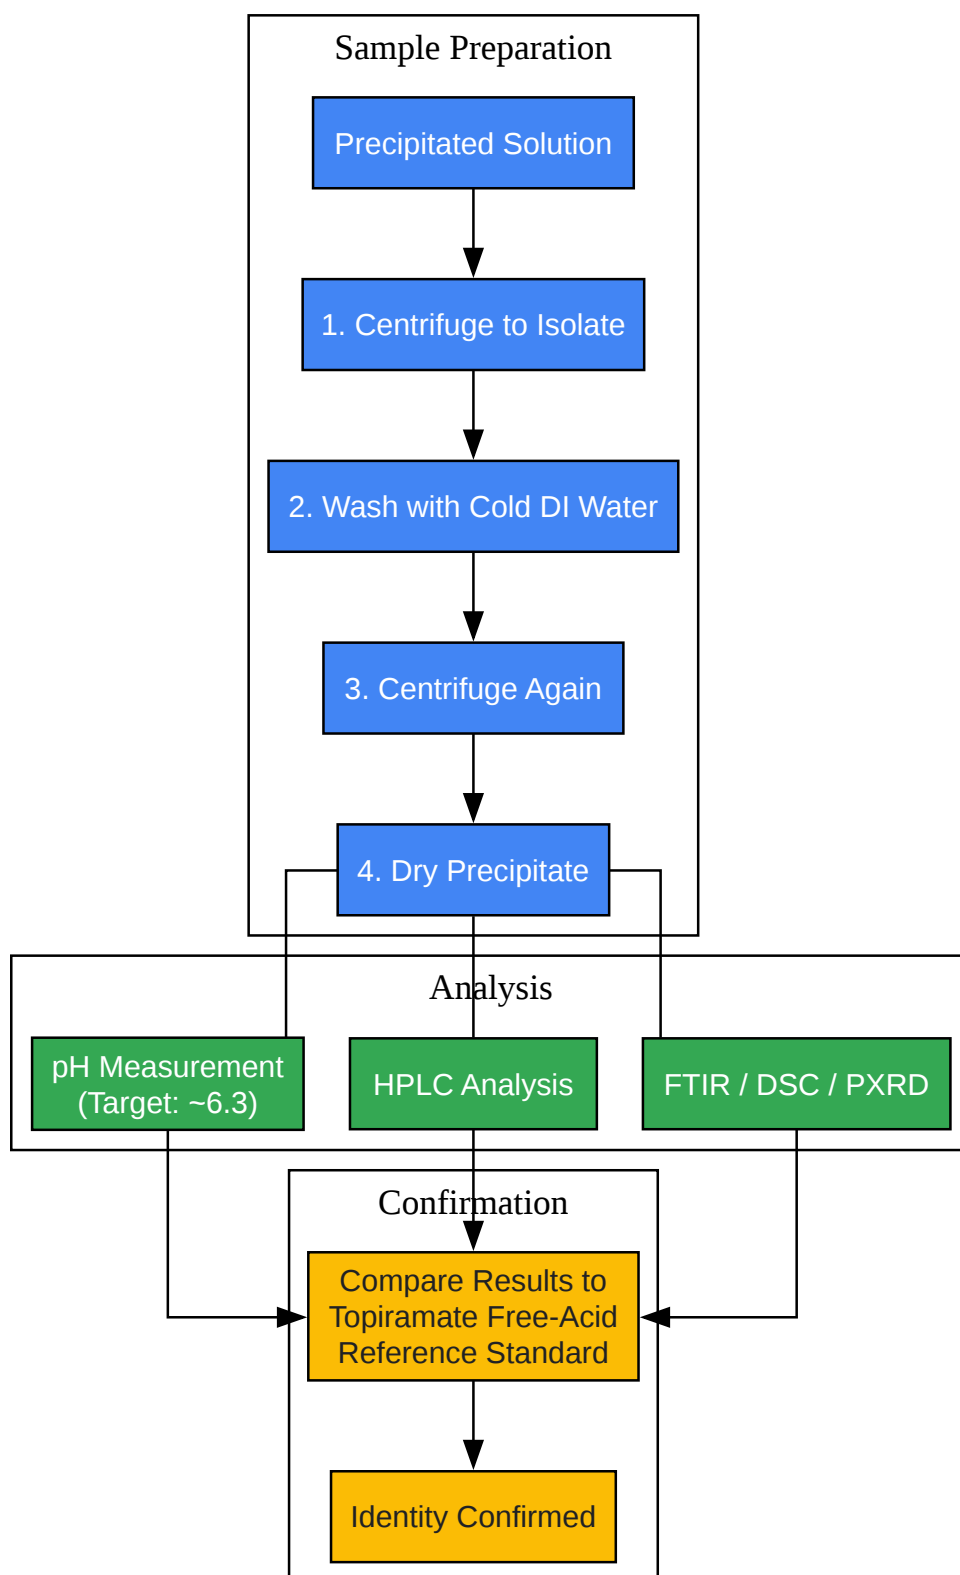 Sample Preparation
Precipitated Solution
1. Centrifuge to Isolate
2. Wash with Cold DI Water
3. Centrifuge Again
4. Dry Precipitate
Analysis
pH Measurement
(Target: ~6.3)
HPLC Analysis
FTIR / DSC / PXRD
Confirmation
Compare Results to
Topiramate Free-Acid
Reference Standard
Identity Confirmed